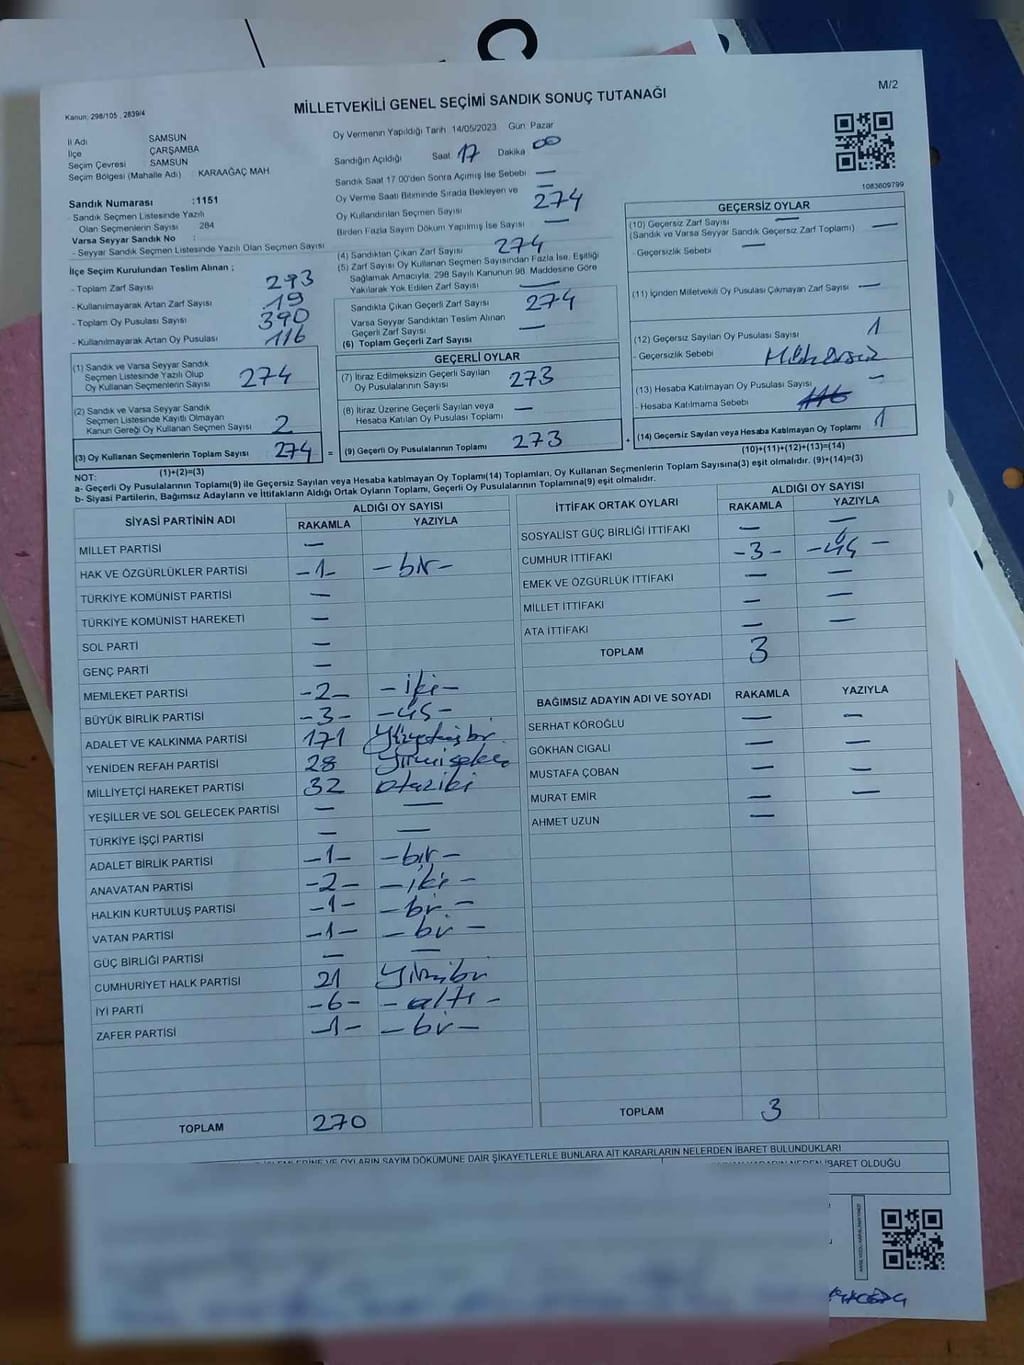 C
Kanun; 298/105 , 2839/4
MİLLETVEKİLİ GENEL SEÇİMİ SANDIK SONUÇ TUTANAĞI
M/2
İl Adı SAMSUN
İlçe ÇARŞAMBA
Seçim Çevresi : SAMSUN
Seçim Bölgesi (Mahalle Adı) : KARAAĞAÇ MAH
Oy Vermenin Yapıldığı Tarih :14/05/2023 Gün: Pazar
Sandığın Açıldığı Saat 17 Dakika 00
Sandık Saat 17 00'den Sonra Açımış İse Sebebi —
Oy Verme Saati Bitiminde Sırada Bekleyen ve —
Oy Kullandırılan Seçmen Sayısı 274
Birden Fazla Sayım Döküm Yapılmış İse Sayısı —
1083609799
Sandık Numarası :1151
- Sandık Seçmen Listesinde Yazılı
Olan Seçmenlerin Sayısı 284
Varsa Seyyar Sandık No :
- Seyyar Sandık Seçmen Listesinde Yazılı Olan Seçmen Sayısı
İlçe Seçim Kurulundan Teslim Alınan ;
- Toplam Zarf Sayısı 293
- Kullanılmayarak Artan Zarf Sayısı 19
- Toplam Oy Pusulası Sayısı 390
- Kullanılmayarak Artan Oy Pusulası 116
(4) Sandıktan Çıkan Zarf Sayısı 274
(5) Zarf Sayısı Oy Kullanan Seçmen Sayısından Fazla İse, Eşitliği
Sağlamak Amacıyla; 298 Sayılı Kanunun 98. Maddesine Göre
Yakılarak Yok Edilen Zarf Sayısı —
Sandıkta Çıkan Geçerli Zarf Sayısı 274
Varsa Seyyar Sandıktan Teslim Alınan
Geçerli Zarf Sayısı —
(6) Toplam Geçerli Zarf Sayısı
GEÇERSİZ OYLAR
(10) Geçersiz Zarf Sayısı —
(Sandık ve Varsa Seyyar Sandık Geçersiz Zarf Toplamı) —
- Geçersizlik Sebebi —
(11) İçinden Milletvekili Oy Pusulası Çıkmayan Zarf Sayısı —
(12) Geçersiz Sayılan Oy Pusulası Sayısı 1
- Geçersizlik Sebebi
(13) Hesaba Katılmayan Oy Pusulası Sayısı —
- Hesaba Katılmama Sebebi 116
(14) Geçersiz Sayılan veya Hesaba Katılmayan Oy Toplamı 1
(10)+(11)+(12)+(13)=(14)
(1) Sandık ve Varsa Seyyar Sandık
Seçmen Listesinde Yazılı Olup
Oy Kullanan Seçmenlerin Sayısı 274
(2) Sandık ve Varsa Seyyar Sandık
Seçmen Listesinde Kayıtlı Olmayan
Kanun Gereği Oy Kullanan Seçmen Sayısı 2
(3) Oy Kullanan Seçmenlerin Toplam Sayısı 274 =
(1)+(2)=(3)
GEÇERLİ OYLAR
(7) İtiraz Edilmeksizin Geçerli Sayılan
Oy Pusulalarının Sayısı 273
(8) İtiraz Üzerine Geçerli Sayılan veya
Hesaba Katılan Oy Pusulası Toplamı —
(9) Geçerli Oy Pusulalarının Toplamı 273 +
NOT:
a- Geçerli Oy Pusulalarının Toplamı(9) ile Geçersiz Sayılan veya Hesaba katılmayan Oy Toplamı(14) Toplamları, Oy Kullanan Seçmenlerin Toplam Sayısına(3) eşit olmalıdır. (9)+(14)=(3)
b- Siyasi Partilerin, Bağımsız Adayların ve İttifakların Aldığı Ortak Oyların Toplamı, Geçerli Oy Pusulalarının Toplamına(9) eşit olmalıdır.
SİYASİ PARTİNİN ADI ALDIĞI OY SAYISI
RAKAMLA YAZIYLA
MİLLET PARTİSİ —
HAK VE ÖZGÜRLÜKLER PARTİSİ -1- -bir-
TÜRKİYE KOMÜNİST PARTİSİ —
TÜRKİYE KOMÜNİST HAREKETİ —
SOL PARTİ —
GENÇ PARTİ —
MEMLEKET PARTİSİ -2- -iki-
BÜYÜK BİRLİK PARTİSİ -3- -üç-
ADALET VE KALKINMA PARTİSİ 171 Yüzyetmişbir
YENİDEN REFAH PARTİSİ 28 Yirmisekiz
MİLLİYETÇİ HAREKET PARTİSİ 32 Otuziki
YEŞİLLER VE SOL GELECEK PARTİSİ — —
TÜRKİYE İŞÇİ PARTİSİ — —
ADALET BİRLİK PARTİSİ -1- -bir-
ANAVATAN PARTİSİ -2- -iki-
HALKIN KURTULUŞ PARTİSİ -1- -bir-
VATAN PARTİSİ -1- -bir-
GÜÇ BİRLİĞİ PARTİSİ — —
CUMHURİYET HALK PARTİSİ 21 Yirmibir
İYİ PARTİ -6- -altı-
ZAFER PARTİSİ -1- -bir-
TOPLAM 270
İTTİFAK ORTAK OYLARI ALDIĞI OY SAYISI
RAKAMLA YAZIYLA
SOSYALİST GÜÇ BİRLİĞİ İTTİFAKI — —
CUMHUR İTTİFAKI -3- -üç-
EMEK VE ÖZGÜRLÜK İTTİFAKI — —
MİLLET İTTİFAKI — —
ATA İTTİFAKI — —
TOPLAM 3
BAĞIMSIZ ADAYIN ADI VE SOYADI RAKAMLA YAZIYLA
SERHAT KÖROĞLU — —
GÖKHAN CIGALI — —
MUSTAFA ÇOBAN — —
MURAT EMİR — —
AHMET UZUN —
TOPLAM 3
OYLARIN SAYIM DÖKÜMÜNE DAİR ŞİKAYETLERLE BUNLARA AİT KARARLARIN NELERDEN İBARET BULUNDUKLARI
KARARIN NEDEN İBARET OLDUĞU